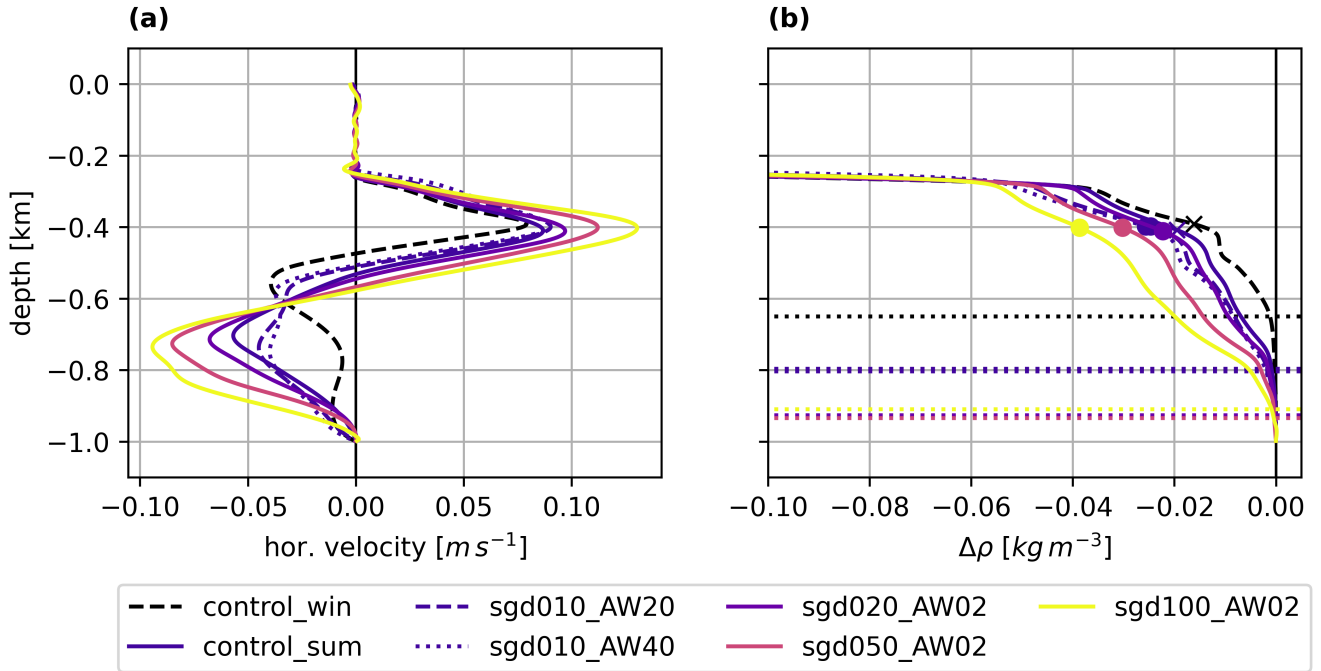 (a)
(b)
0.0
−0.2
−0.4
−0.6
−0.8
−1.0
depth [km]
−0.10 −0.05 0.00 0.05 0.10
−0.10 −0.08 −0.06 −0.04 −0.02 0.00
hor. velocity [m s⁻¹]
Δρ [kg m⁻³]
control_win sgd010_AW20 sgd020_AW02 sgd100_AW02
control_sum sgd010_AW40 sgd050_AW02